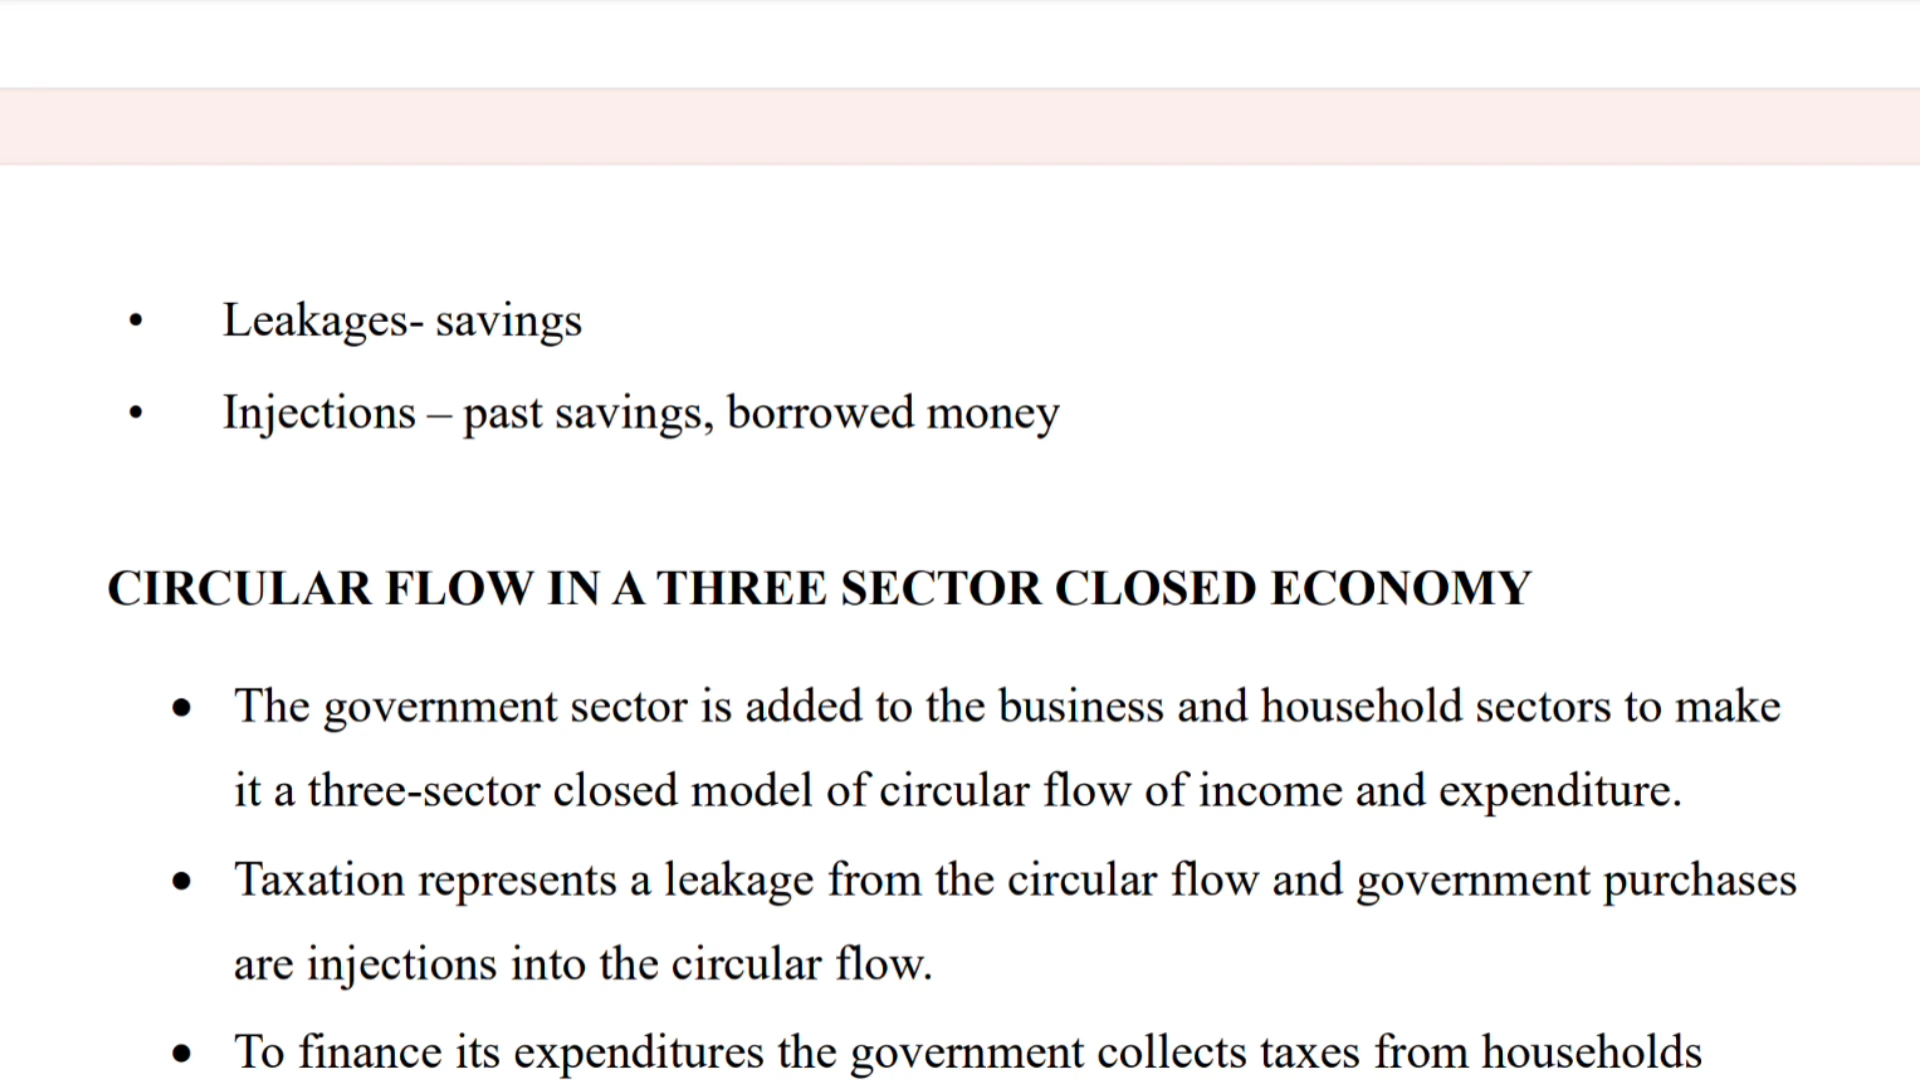 • Leakages- savings
• Injections – past savings, borrowed money
CIRCULAR FLOW IN A THREE SECTOR CLOSED ECONOMY
• The government sector is added to the business and household sectors to make
it a three-sector closed model of circular flow of income and expenditure.
• Taxation represents a leakage from the circular flow and government purchases
are injections into the circular flow.
• To finance its expenditures the government collects taxes from households